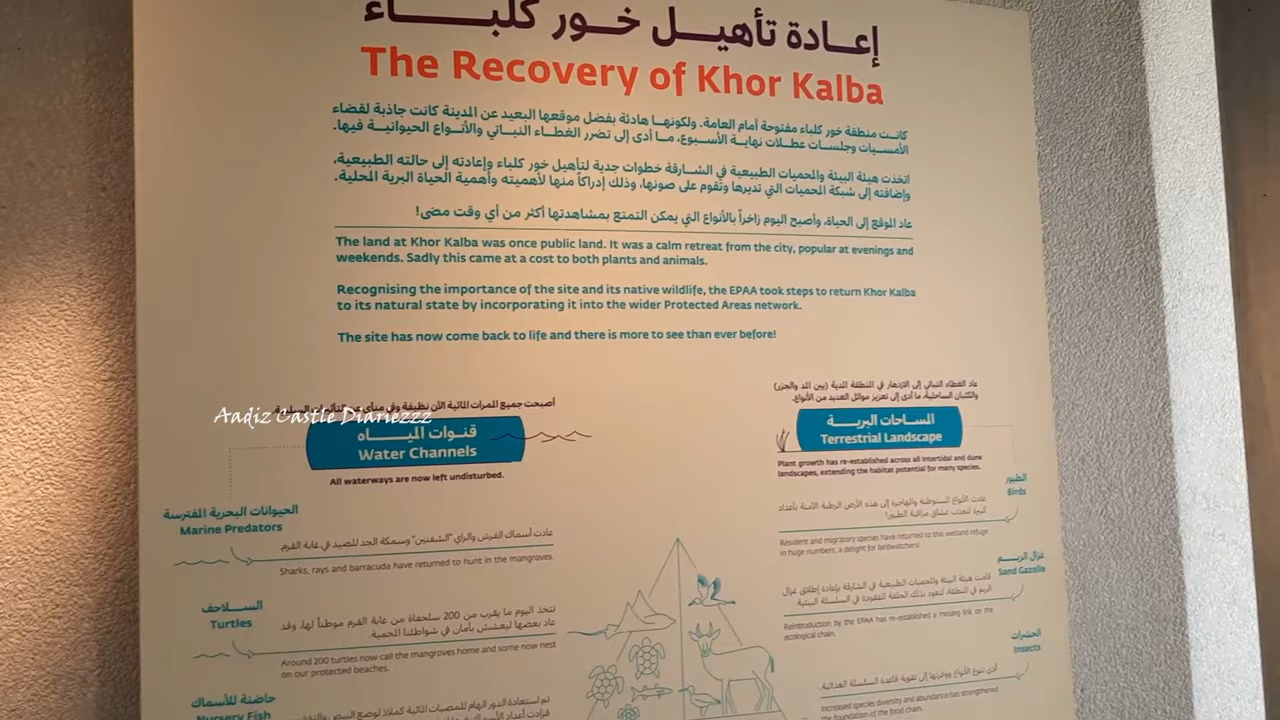 إعادة تأهيل خور كلباء
The Recovery of Khor Kalba
كانت منطقة خور كلباء مفتوحة أمام العامة. ولكونها هادئة بفضل موقعها البعيد عن المدينة كانت جاذبة لقضاء
الأمسيات وجلسات عطلات نهاية الأسبوع، مما أدى إلى تضرر الغطاء النباتي والأنواع الحيوانية فيها.
اتخذت هيئة البيئة والمحميات الطبيعية في الشارقة خطوات جدية لتأهيل خور كلباء وإعادته إلى حالته الطبيعية،
وإضافته إلى شبكة المحميات التي تديرها وتقوم على صونها، وذلك إدراكاً منها لأهميته وأهمية الحياة البرية المحلية.
عاد الموقع إلى الحياة، وأصبح اليوم زاخراً بالأنواع التي يمكن التمتع بمشاهدتها أكثر من أي وقت مضى!
The land at Khor Kalba was once public land. It was a calm retreat from the city, popular at evenings and
weekends. Sadly this came at a cost to both plants and animals.
Recognising the importance of the site and its native wildlife, the EPAA took steps to return Khor Kalba
to its natural state by incorporating it into the wider Protected Areas network.
The site has now come back to life and there is more to see than ever before!
أصبحت جميع الممرات المائية الآن نظيفة وفي منأى عن
Aadiz Castle Diariezzz
قنوات المياه
Water Channels
All waterways are now left undisturbed.
الحيوانات البحرية المفترسة
Marine Predators
عادت أسماك القرش والراي "الشفنين" وسمكة الجد للصيد في غابة القرم.
Sharks, rays and barracuda have returned to hunt in the mangroves.
السلاحف
Turtles
تتخذ اليوم ما يقرب من 200 سلحفاة من غابة القرم موطناً لها، وقد
عاد بعضها ليعشش بأمان في شواطئنا المحمية.
Around 200 turtles now call the mangroves home and some now nest
on our protected beaches.
حاضنة للأسماك
Nursery Fish
تم استعادة الدور الهام للممرات المائية كملاذ لوضع البيض
عاد الغطاء النباتي إلى الازدهار في المنطقة المدية (بين المد والجزر)
والكثبان الساحلية، ما أدى إلى تعزيز موائل العديد من الأنواع.
المساحات البرية
Terrestrial Landscape
Plant growth has re-established across all intertidal and dune
landscapes, extending the habitat potential for many species.
الطيور
Birds
عادت الأنواع المستوطنة والمهاجرة إلى هذه الأرض الرطبة الآمنة بأعداد
كبيرة لتجذب عشاق مراقبة الطيور!
Resident and migratory species have returned to this wetland refuge
in huge numbers; a delight for birdwatchers!
غزال الريم
Sand Gazelle
قامت هيئة البيئة والمحميات الطبيعية في الشارقة بإعادة إطلاق غزال
الريم في المنطقة، لتعود بذلك الحلقة المفقودة في السلسلة البيئية.
Reintroduction by the EPAA has re-established a missing link on the
ecological chain.
الحشرات
Insects
أدى تنوع الأنواع ووفرتها إلى تقوية قاعدة السلسلة الغذائية.
Increased species diversity and abundance has strengthened
the foundation of the food chain.